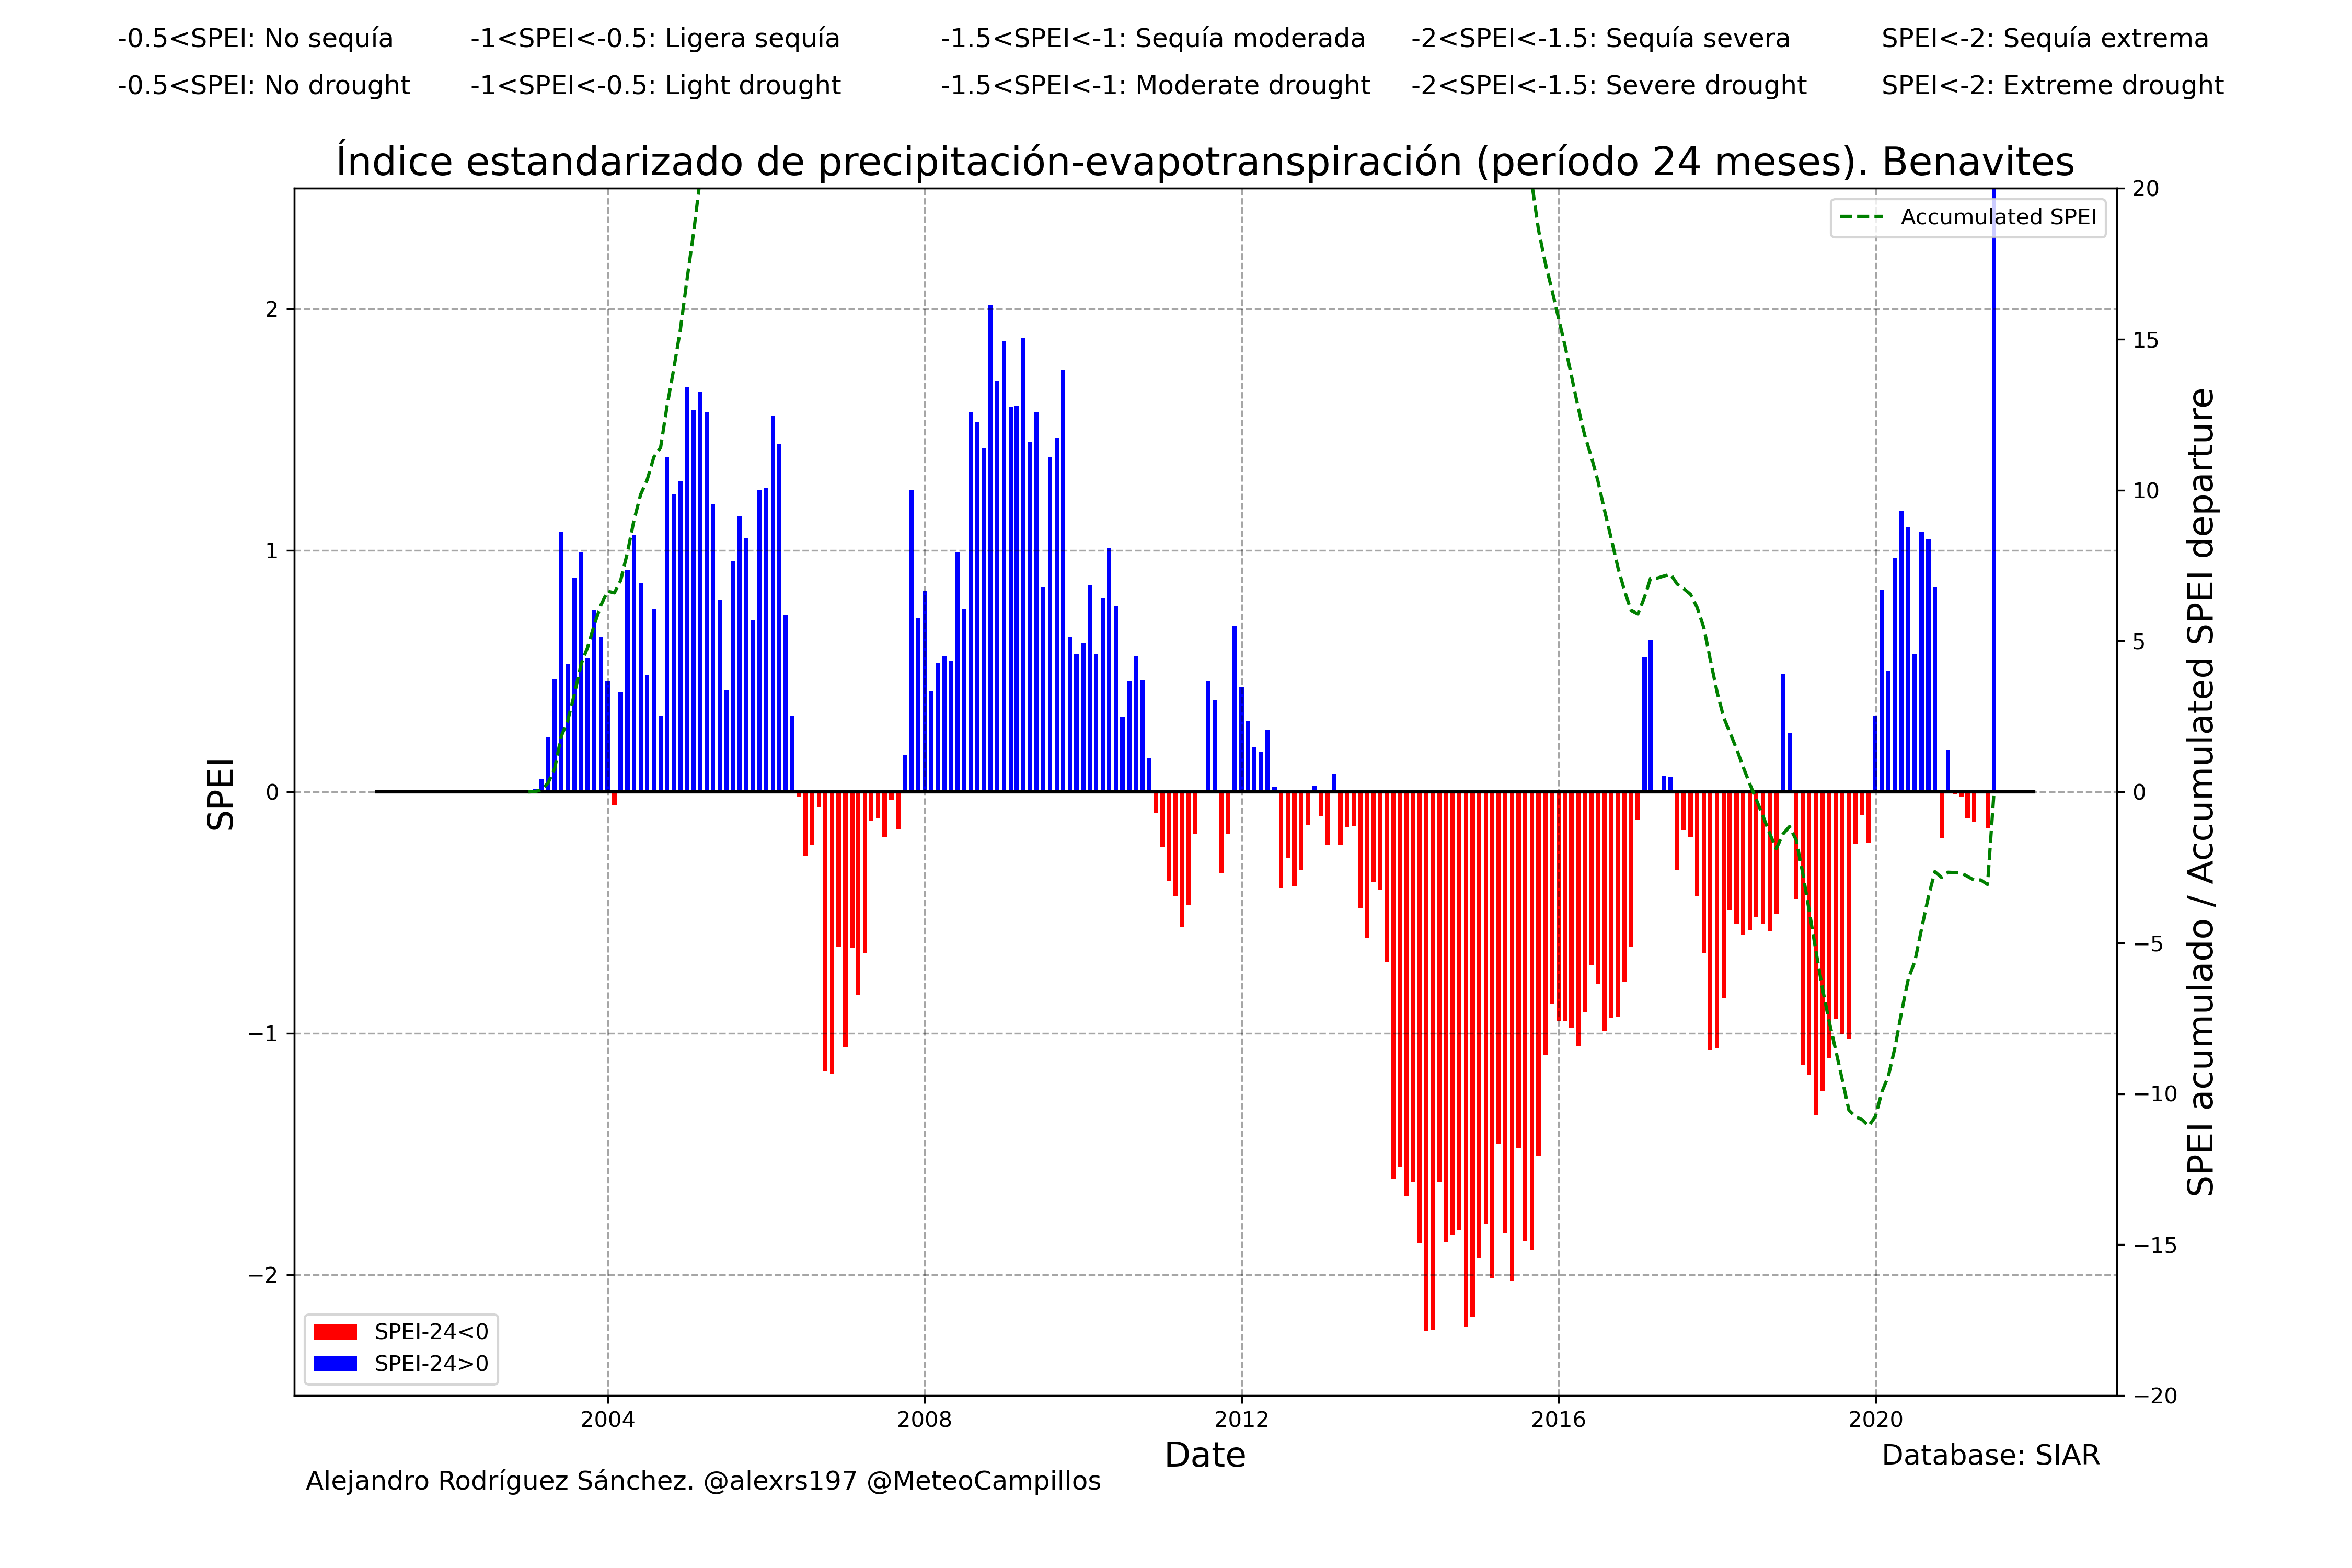 -0.5<SPEI: No sequía -1<SPEI<-0.5: Ligera sequía -1.5<SPEI<-1: Sequía moderada -2<SPEI<-1.5: Sequía severa SPEI<-2: Sequía extrema
-0.5<SPEI: No drought -1<SPEI<-0.5: Light drought -1.5<SPEI<-1: Moderate drought -2<SPEI<-1.5: Severe drought SPEI<-2: Extreme drought
Índice estandarizado de precipitación-evapotranspiración (período 24 meses). Benavites
Accumulated SPEI
SPEI
2
1
0
−1
−2
20
15
10
5
0
−5
−10
−15
−20
SPEI acumulado / Accumulated SPEI departure
SPEI-24<0
SPEI-24>0
2004 2008 2012 2016 2020
Date
Database: SIAR
Alejandro Rodríguez Sánchez. @alexrs197 @MeteoCampillos